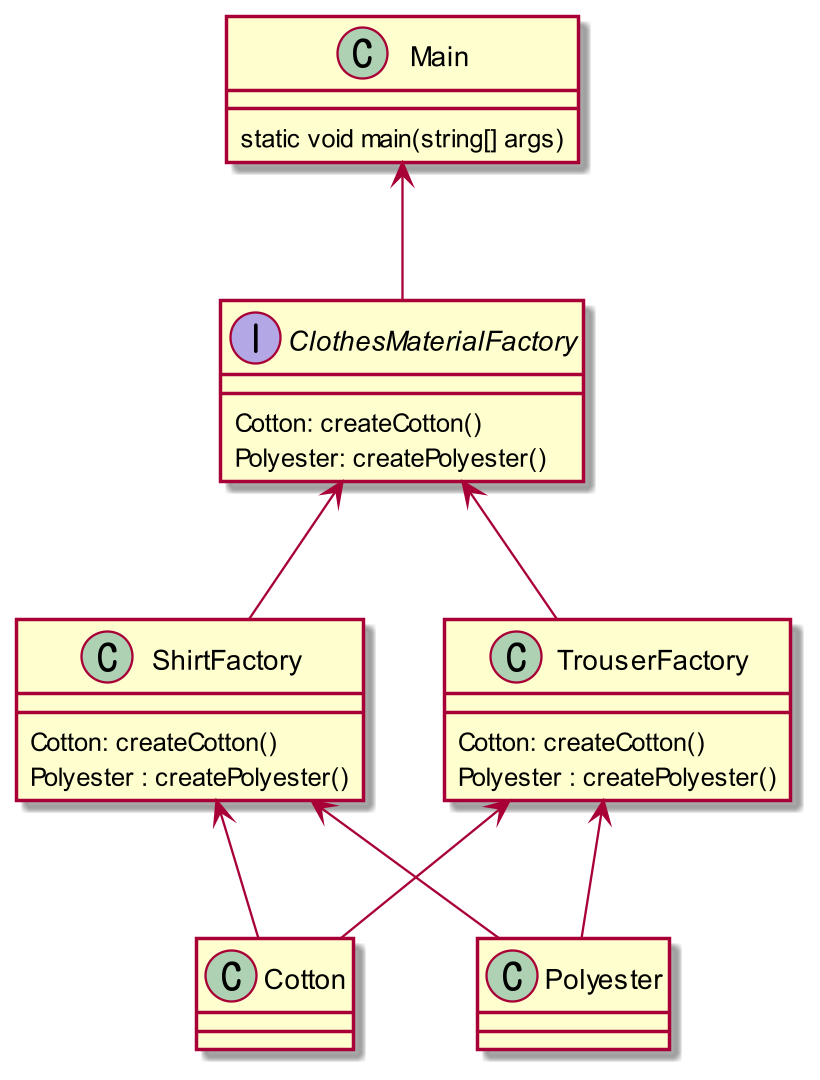 C Main
static void main(string[] args)
I ClothesMaterialFactory
Cotton: createCotton()
Polyester: createPolyester()
C ShirtFactory
Cotton: createCotton()
Polyester : createPolyester()
C TrouserFactory
Cotton: createCotton()
Polyester : createPolyester()
C Cotton
C Polyester